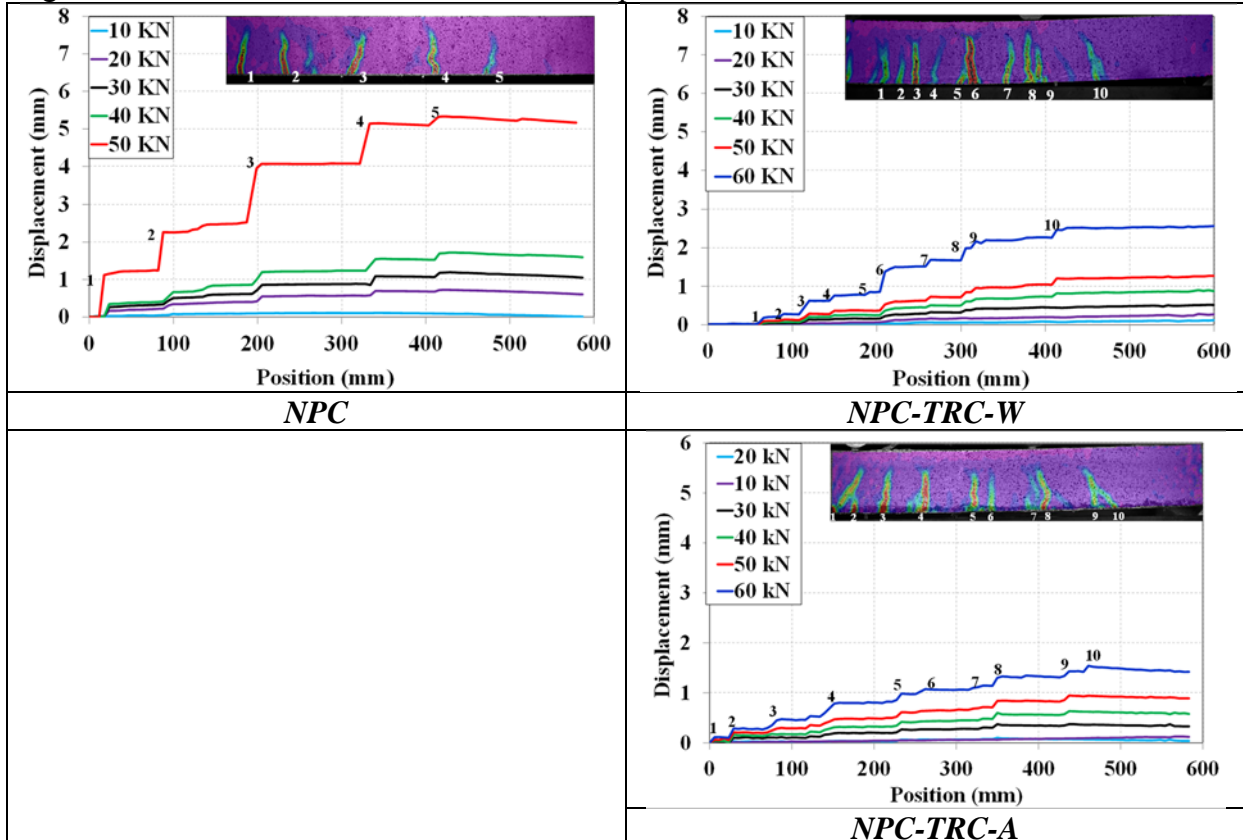 8
7
6
5
4
3
2
1
0
Displacement (mm)
10 KN
20 KN
30 KN
40 KN
50 KN
1 2 3 4 5
1
2
3
4
5
0 100 200 300 400 500 600
Position (mm)
NPC
8
7
6
5
4
3
2
1
0
Displacement (mm)
10 KN
20 KN
30 KN
40 KN
50 KN
60 KN
1 2 3 4 5 6 7 8 9 10
1 2 3 4 5 6 7 8 9 10
0 100 200 300 400 500 600
Position (mm)
NPC-TRC-W
6
5
4
3
2
1
0
Displacement (mm)
20 kN
10 kN
30 kN
40 kN
50 kN
60 kN
1 2 3 4 5 6 7 8 9 10
1 2 3 4 5 6 7 8 9 10
0 100 200 300 400 500 600
Position (mm)
NPC-TRC-A